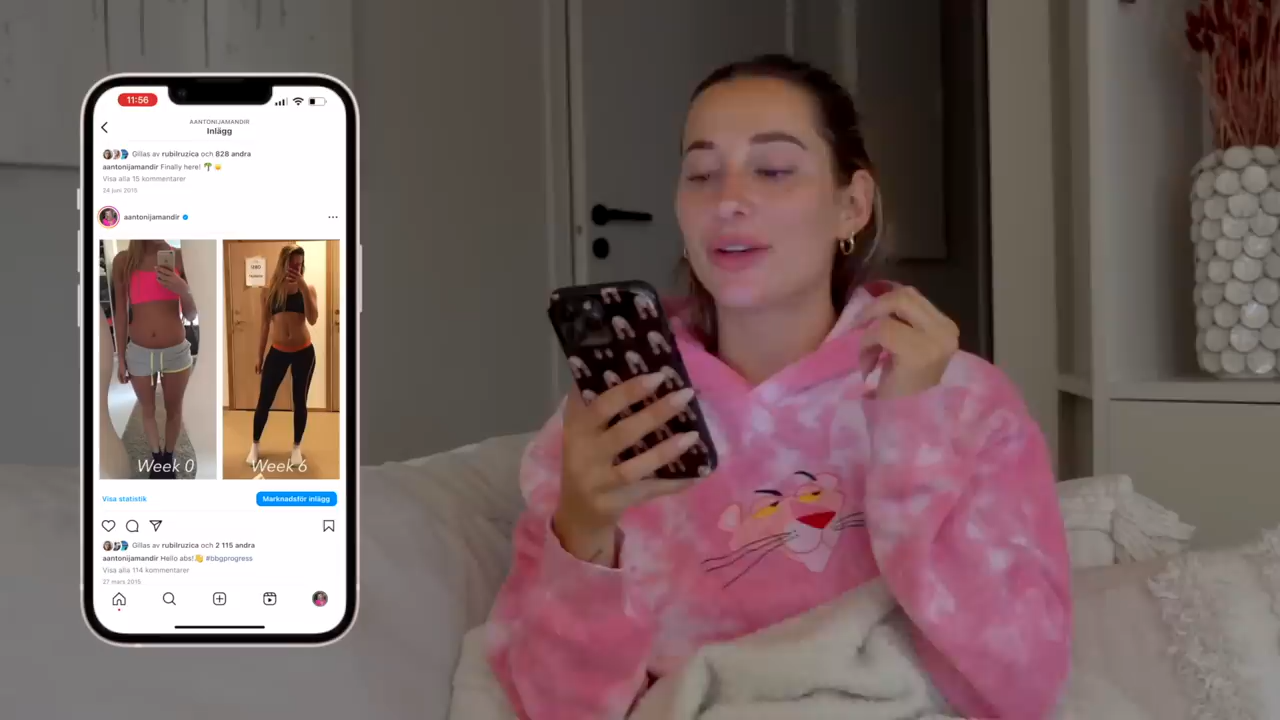 11:56
AANTONIJAMANDIR
Inlägg
Gillas av rubilruzica och 828 andra
aantonijamandir Finally here! 🌴
Visa alla 15 kommentarer
24 juni 2015
aantonijamandir
Week 0
Week 6
Visa statistik
Marknadsför inlägg
Gillas av rubilruzica och 2 115 andra
aantonijamandir Hello abs! 👏 #bbgprogress
Visa alla 114 kommentarer
27 mars 2015